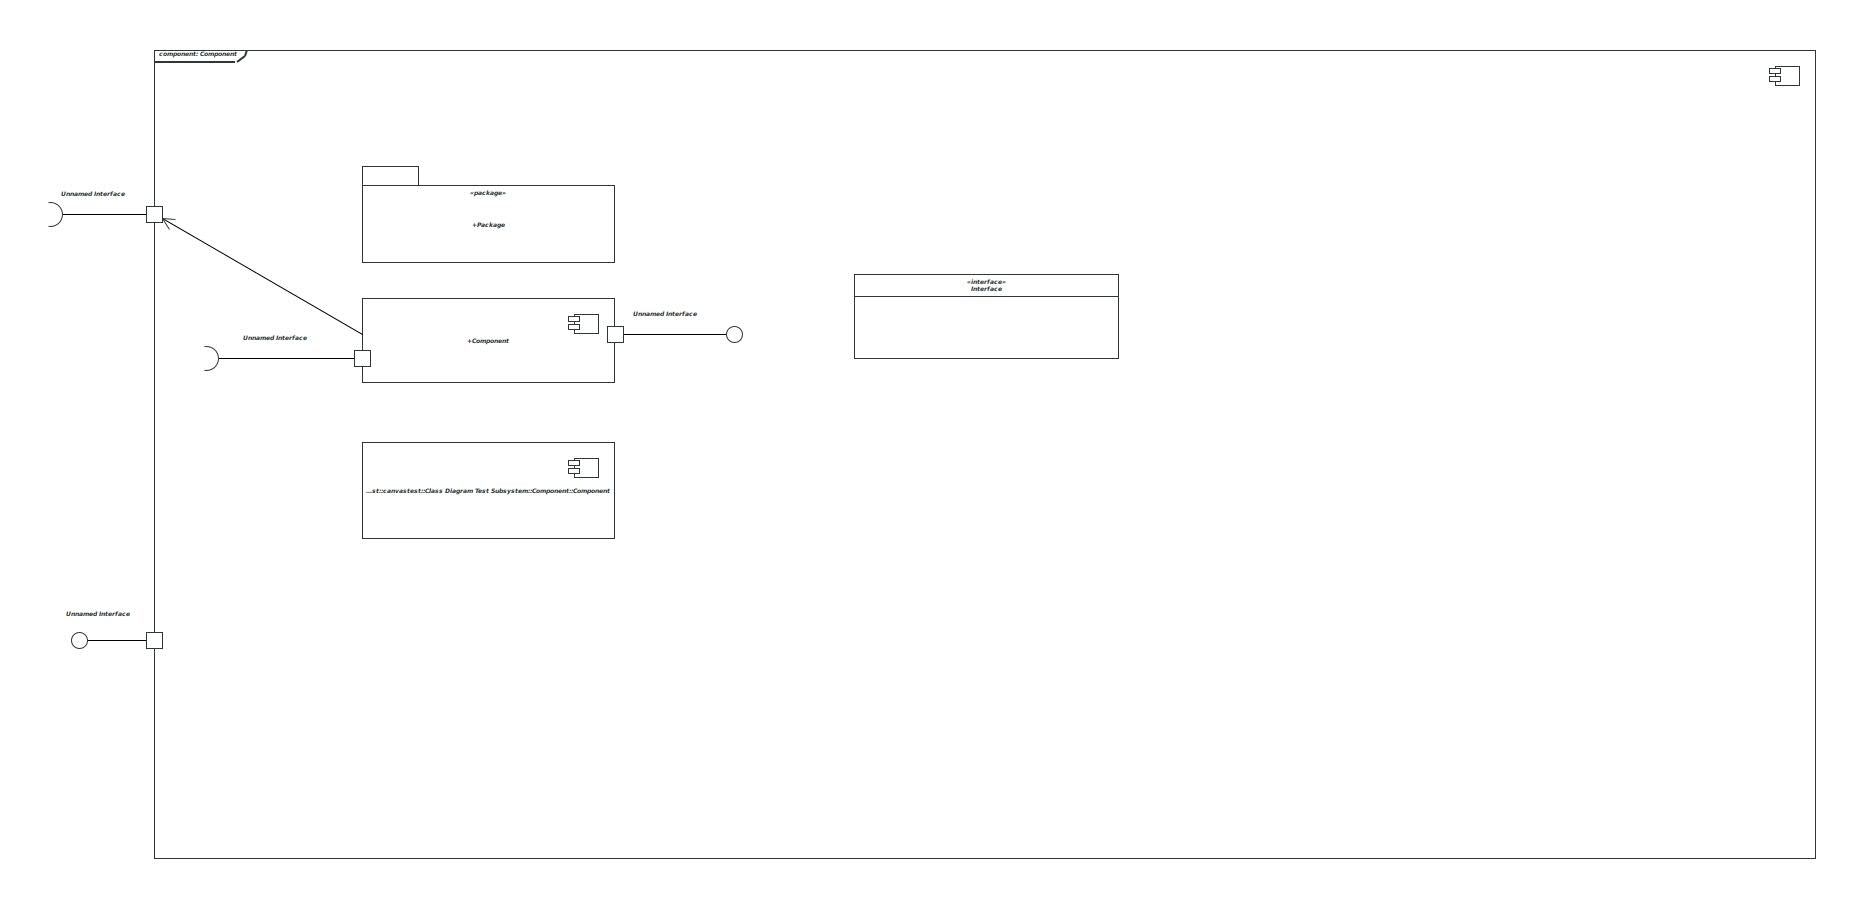 component: Component
Unnamed Interface
«package»
+Package
«interface»
Interface
Unnamed Interface
+Component
Unnamed Interface
...st::canvastest::Class Diagram Test Subsystem::Component::Component
Unnamed Interface